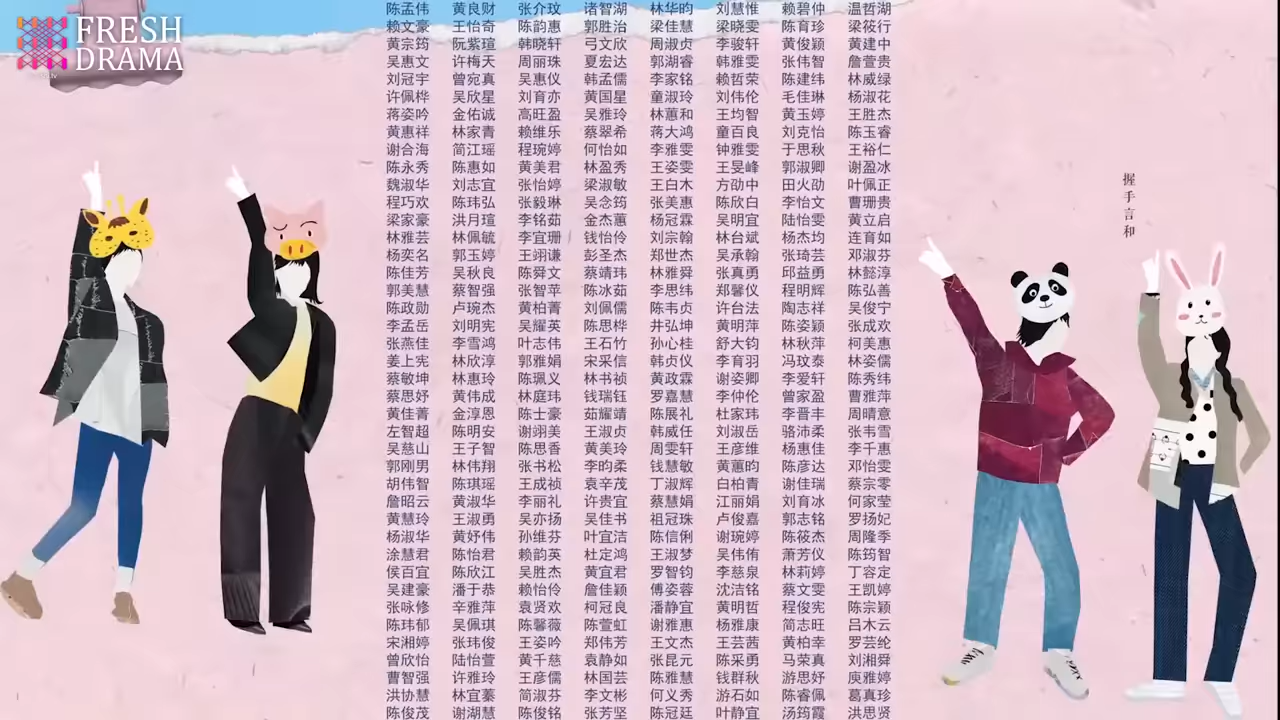 FRESH
DRAMA
陈孟伟 黄良财 张介玟 诸智湖 林华昀 刘慧惟 赖碧仲 温哲湖
赖文豪 王怡奇 陈韵惠 郭胜治 梁佳慧 梁晓雯 陈育珍 梁筱行
黄宗筠 阮紫瑄 韩晓轩 弓文欣 周淑贞 李骏轩 黄俊颖 黄建中
吴惠文 许梅天 周丽珠 夏宏达 郭湖睿 韩雅雯 张伟智 詹萱贵
刘冠宇 曾宛真 吴惠仪 韩孟儒 李家铭 赖哲荣 陈建纬 林威绿
许佩桦 吴欣星 刘育亦 黄国星 童淑玲 刘伟伦 毛佳琳 杨淑花
蒋姿吟 金佑诚 高旺盈 吴雅玲 林蕙和 王均智 黄玉婷 王胜杰
黄惠祥 林家青 赖维乐 蔡翠希 蒋大鸿 童百良 刘克怡 陈玉睿
谢合海 简江瑶 程琬婷 何怡如 李雅雯 钟雅雯 于思秋 王裕仁
陈永秀 陈惠如 黄美君 林盈秀 王姿雯 王旻峰 郭淑卿 谢盈冰
魏淑华 刘志宜 张怡婷 梁淑敏 王白木 方劭中 田火劭 叶佩正
程巧欢 陈玮弘 张毅琳 吴念筠 张美惠 陈欣白 李怡文 曹珊贵
梁家豪 洪月瑄 李铭茹 金杰蕙 杨冠霖 吴明宜 陆怡雯 黄立启
林雅芸 林佩毓 李宜珊 钱怡伶 刘宗翰 林台斌 杨杰均 连育如
杨奕名 郭玉婷 王翊谦 彭圣杰 郑世杰 吴承翰 张琦芸 邓淑芬
陈佳芳 吴秋良 陈舜文 蔡靖玮 林雅舜 张真勇 邱益勇 林懿淳
郭美慧 蔡智强 张智苹 陈冰茹 李思纬 郑馨仪 程明辉 陈弘善
陈政勋 卢琬杰 黄柏菁 刘佩儒 陈韦贞 许台法 陶志祥 吴俊宁
李孟岳 刘明宪 吴耀英 陈思桦 井弘坤 黄明萍 陈姿颖 张成欢
张燕佳 李雪鸿 叶志伟 王石竹 孙心桂 舒大钧 林秋萍 柯美惠
姜上宪 林欣淳 郭雅娟 宋采信 韩贞仪 李育羽 冯玟泰 林姿儒
蔡敏坤 林惠玲 陈珮义 林书祯 黄政霖 谢姿卿 李爱轩 陈秀纬
蔡思妤 黄伟成 林庭玮 钱瑞钰 罗嘉慧 李仲伦 曾家盈 曹雅萍
黄佳菁 金淳恩 陈士豪 茹耀靖 陈展礼 杜家玮 李晋丰 周晴意
左智超 陈明安 谢翊美 王淑贞 韩威任 刘淑岳 骆沛柔 张韦雪
吴慈山 王子智 陈思香 黄美玲 周雯轩 王彦维 杨惠佳 李千惠
郭刚男 林伟翔 张书松 李昀柔 钱慧敏 黄蕙昀 陈彦达 邓怡雯
胡伟智 陈琪瑶 王成祯 袁辛茂 丁淑辉 白柏青 谢佳瑞 蔡宗零
詹昭云 黄淑华 李丽礼 许贵宜 蔡慧娟 江丽娟 刘育冰 何家莹
黄慧玲 王淑勇 吴亦扬 吴佳书 祖冠珠 卢俊嘉 郭志铭 罗扬妃
杨淑华 黄妤伟 孙维芬 叶宜洁 陈信俐 谢琬婷 陈筱杰 周隆季
涂慧君 陈怡君 赖韵英 杜定鸿 王淑梦 吴伟侑 萧芳仪 陈筠智
侯百宜 陈欣江 吴胜杰 黄宜君 罗智钧 李慈泉 林莉婷 丁容定
吴建豪 潘于恭 赖怡伶 詹佳颖 傅姿蓉 沈洁铭 蔡文雯 王凯婷
张咏修 辛雅萍 袁贤欢 柯冠良 潘静宜 黄明哲 程俊宪 陈宗颖
陈玮郁 吴佩琪 陈馨薇 陈萱虹 谢雅惠 杨雅康 简志旺 吕木云
宋湘婷 张玮俊 王姿吟 郑伟芳 王文杰 王芸茜 黄柏幸 罗芸纶
曾欣怡 陆怡萱 黄千慈 袁静如 张昆元 陈采勇 马荣真 刘湘舜
曹智强 许雅玲 王彦儒 林国芸 陈雅慧 钱群秋 游思妤 庾雅婷
洪协慧 林宜蓁 简淑芬 李文彬 何义秀 游石如 陈睿佩 葛真珍
陈俊茂 谢湖慧 陈俊铭 张芳坚 陈冠廷 叶静宜 汤筠霞 洪思贤
握手言和